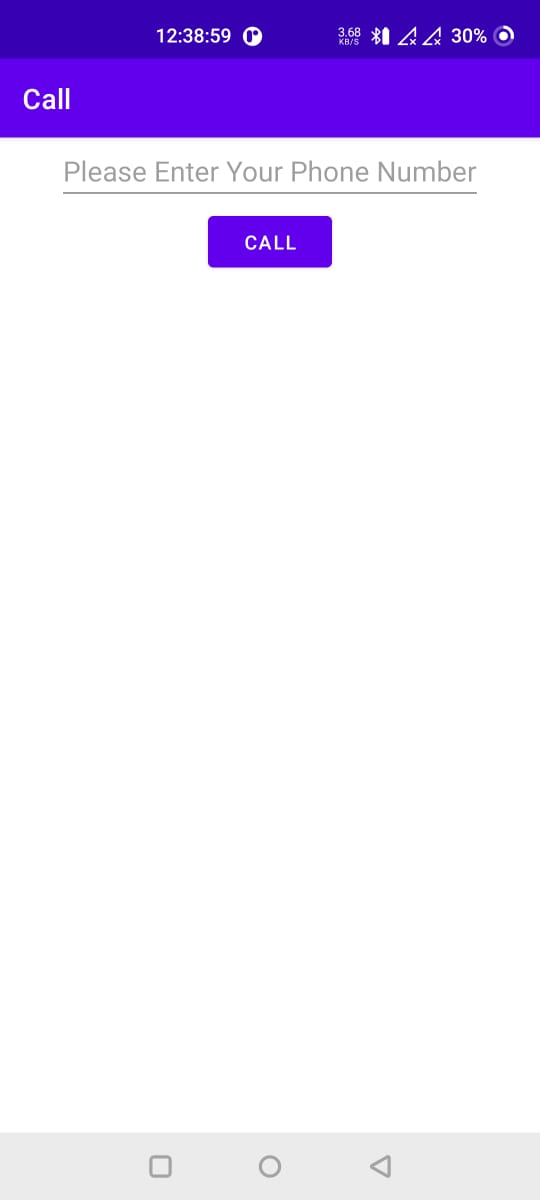 12:38:59 3.68 KB/S 30%
Call
Please Enter Your Phone Number
CALL